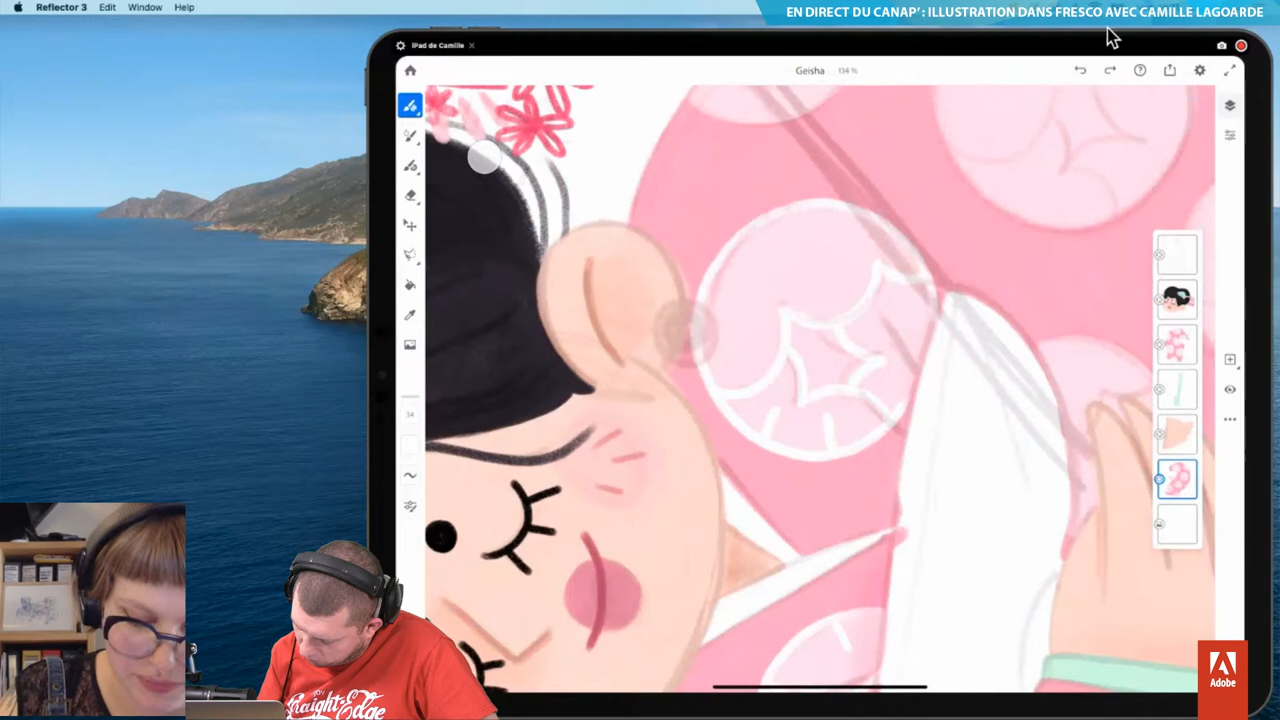 Reflector 3 Edit Window Help
EN DIRECT DU CANAP' : ILLUSTRATION DANS FRESCO AVEC CAMILLE LAGOARDE
iPad de Camille
Geisha 134 %
34
Straight-Edge
Adobe